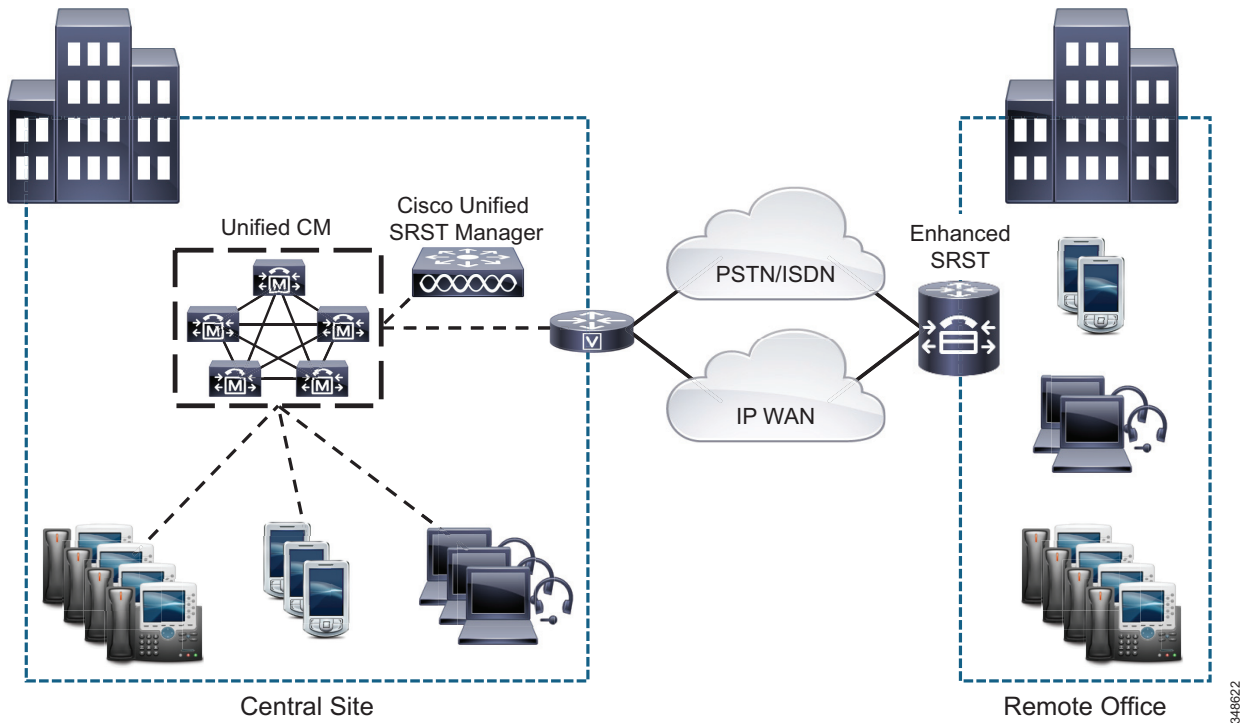 Unified CM
Cisco Unified
SRST Manager
M
M
M
M
M
V
PSTN/ISDN
IP WAN
Enhanced
SRST
Central Site
Remote Office
348622